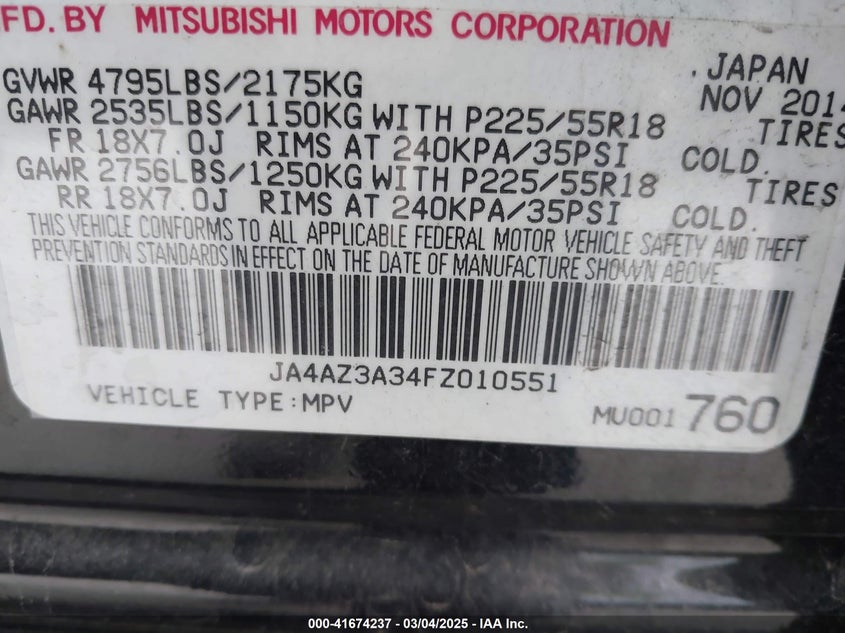 FD. BY MITSUBISHI MOTORS CORPORATION
GVWR 4795LBS/2175KG . JAPAN
GAWR 2535LBS/1150KG WITH P225/55R18 NOV 2014
FR 18X7.0J RIMS AT 240KPA/35PSI TIRES COLD.
GAWR 2756LBS/1250KG WITH P225/55R18 TIRES
RR 18X7.0J RIMS AT 240KPA/35PSI COLD.
THIS VEHICLE CONFORMS TO ALL APPLICABLE FEDERAL MOTOR VEHICLE SAFETY AND THEFT
PREVENTION STANDARDS IN EFFECT ON THE DATE OF MANUFACTURE SHOWN ABOVE.
JA4AZ3A34FZ010551
VEHICLE TYPE:MPV MU001760
000-41674237 - 03/04/2025 - IAA Inc.